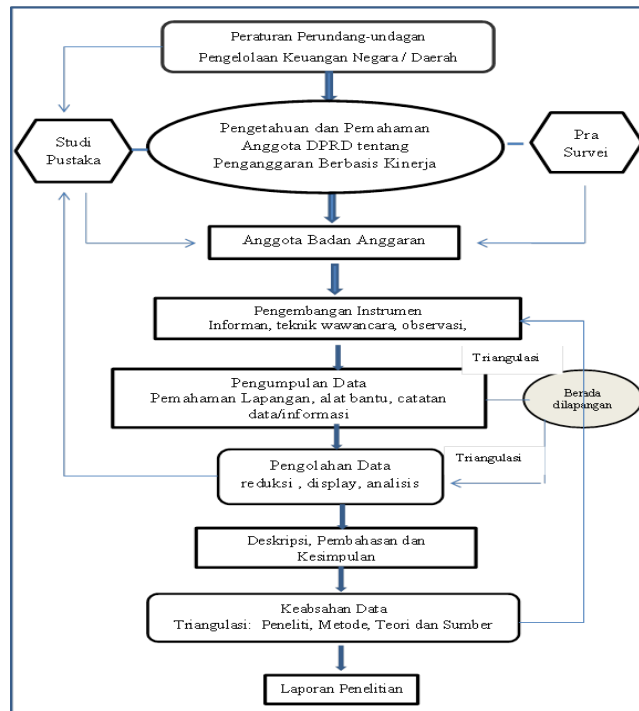 Peraturan Perundang-undagan
Pengelolaan Keuangan Negara / Daerah
Studi
Pustaka
Pengetahuan dan Pemahaman
Anggota DPRD tentang
Penganggaran Berbasis Kinerja
Pra
Survei
Anggota Badan Anggaran
Pengembangan Instrumen
Informan, teknik wawancara, observasi,
Triangulasi
Pengumpulan Data
Pemahaman Lapangan, alat bantu, catatan
data/informasi
Berada
dilapangan
Triangulasi
Pengolahan Data
reduksi , display, analisis
Deskripsi, Pembahasan dan
Kesimpulan
Keabsahan Data
Triangulasi:  Peneliti, Metode, Teori dan Sumber
Laporan Penelitian